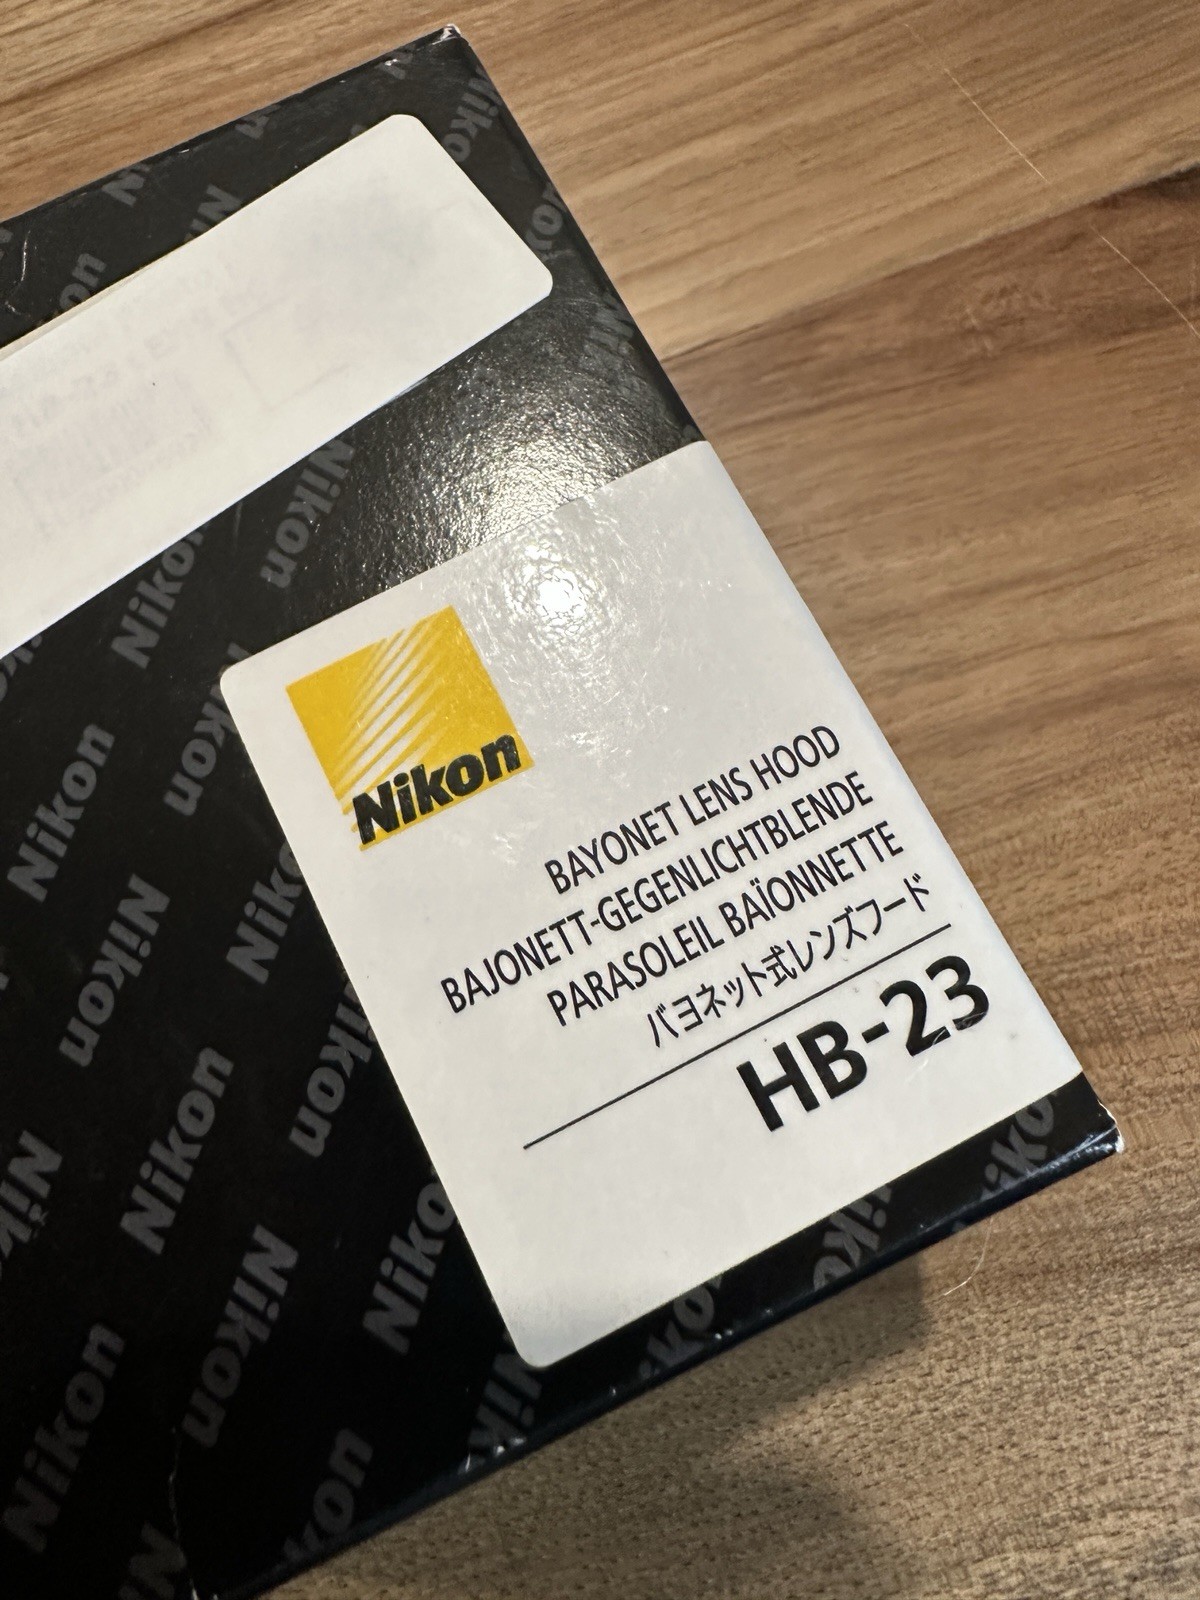 Nikon
BAYONET LENS HOOD
BAJONETT-GEGENLICHTBLENDE
PARASOLEIL BAÏONNETTE
バヨネット式レンズフード
HB-23